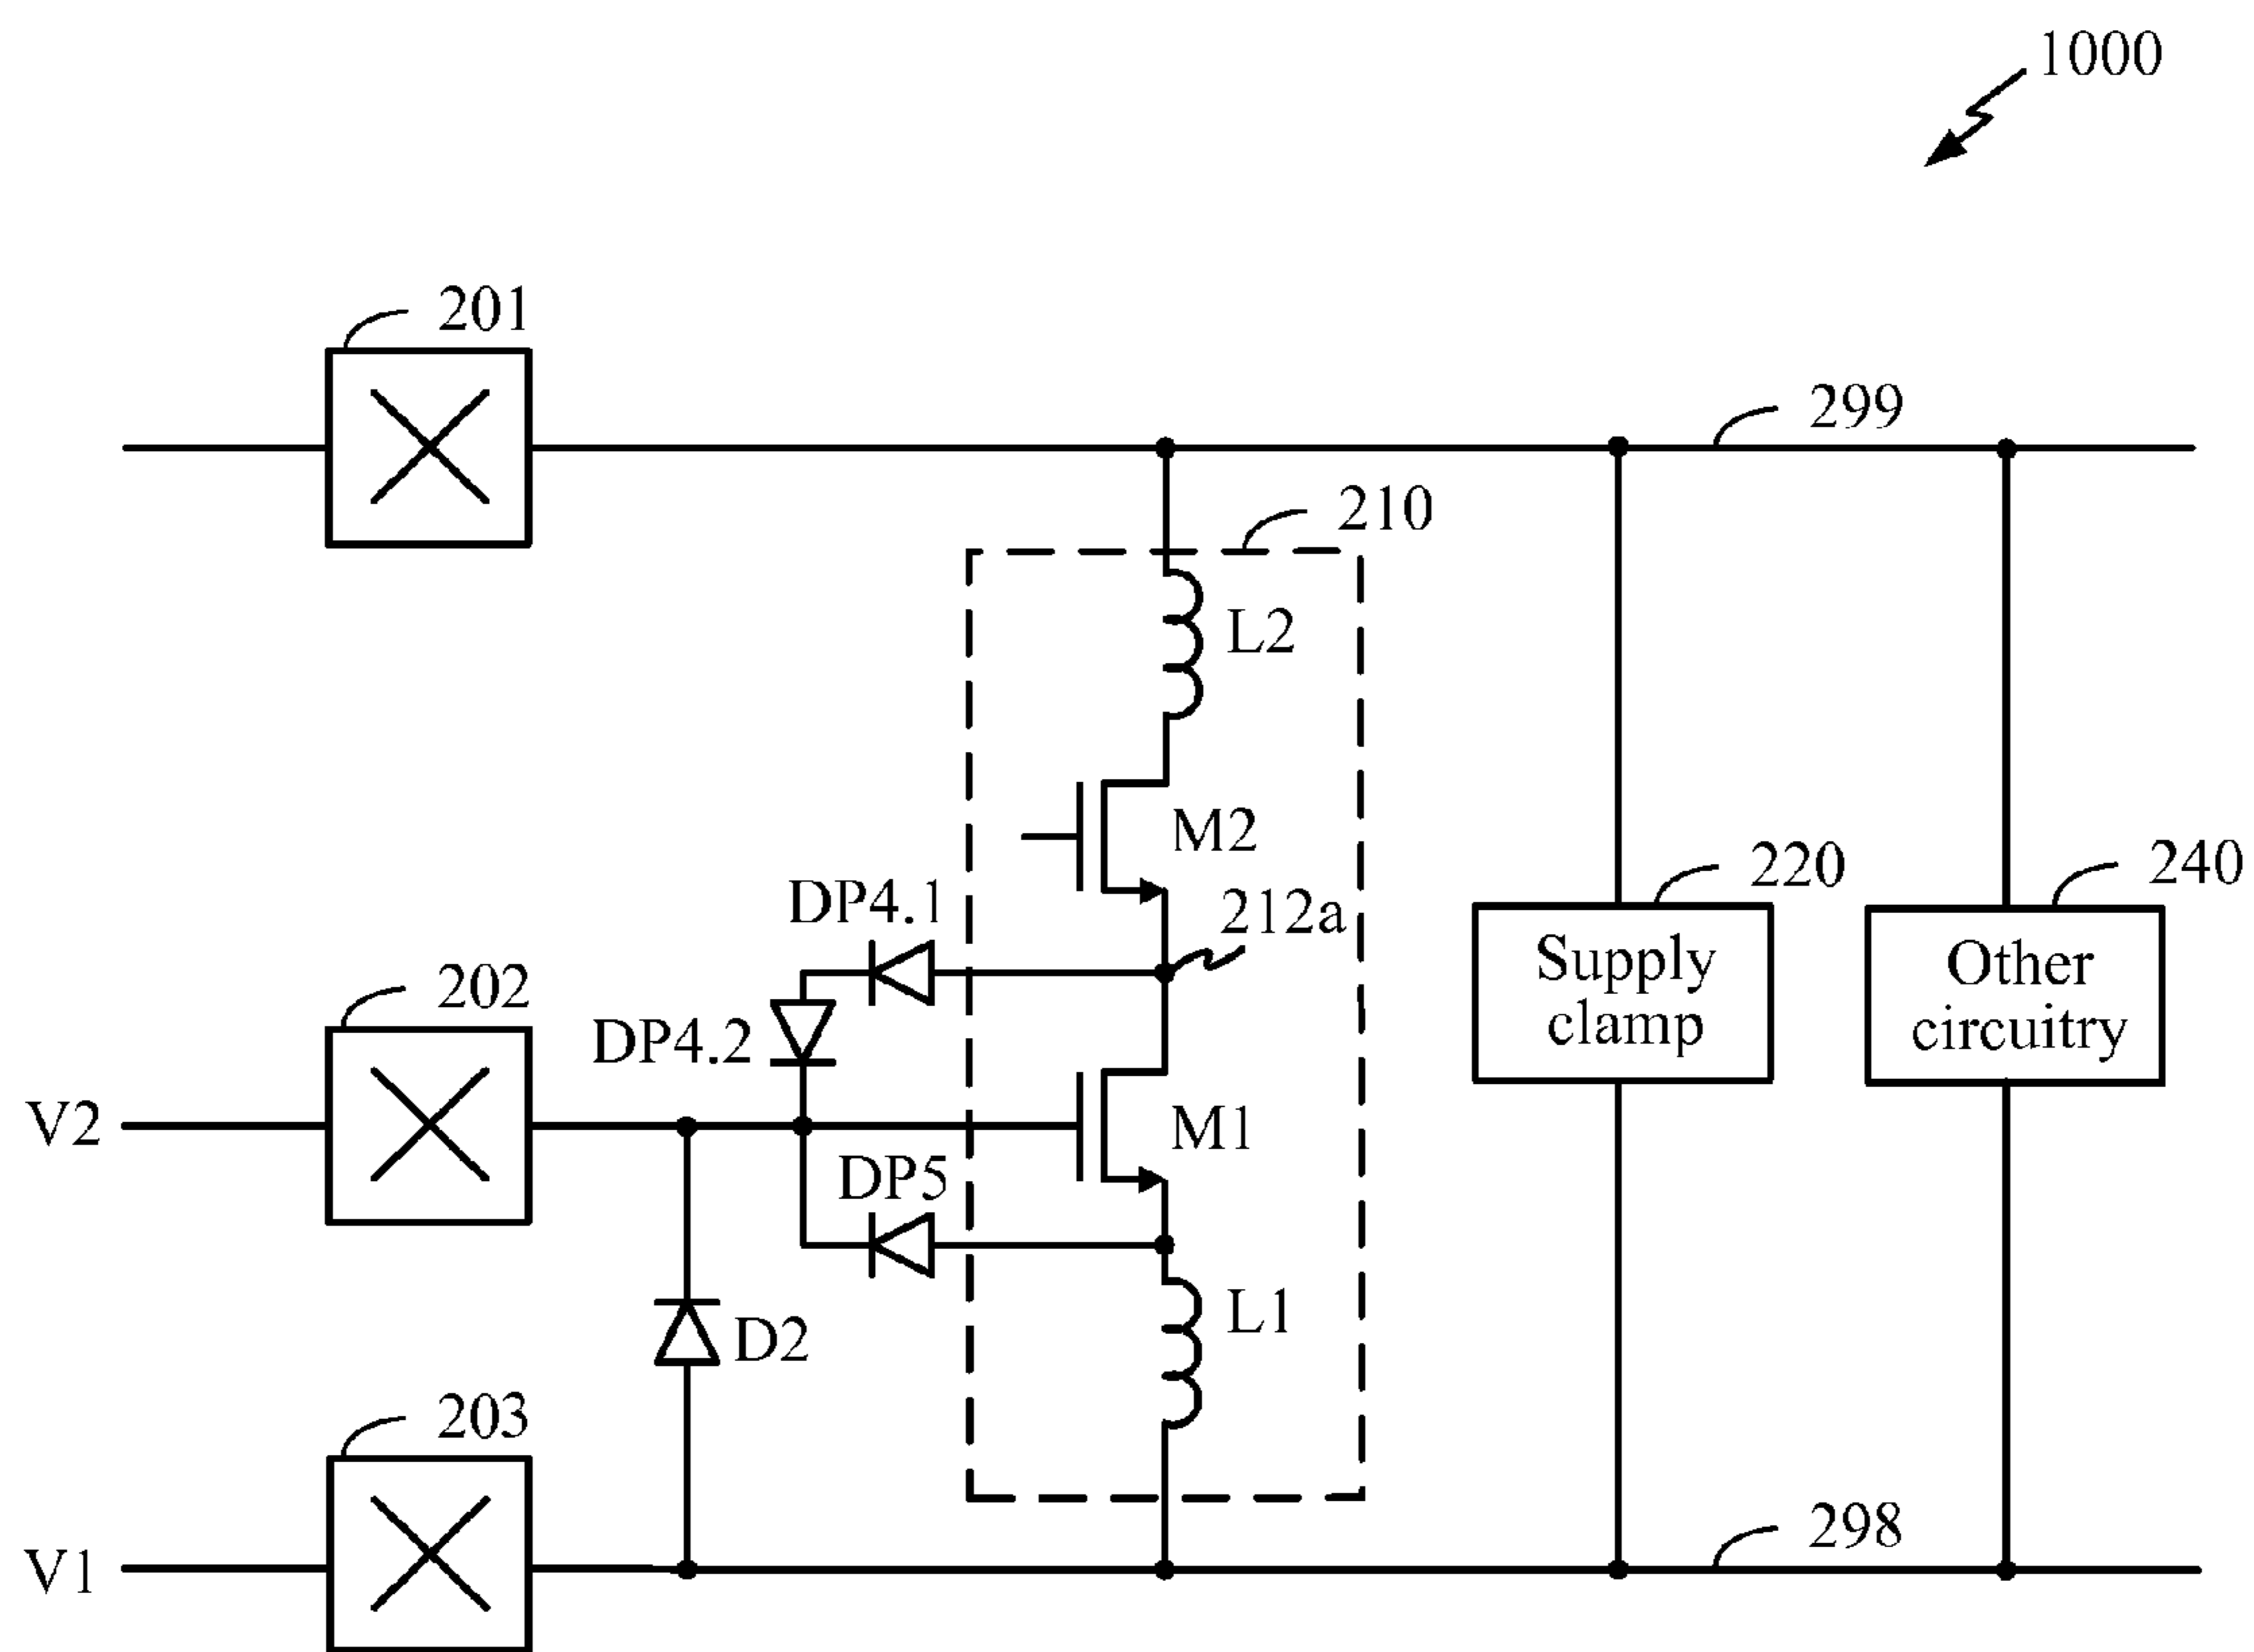 1000
201
299
210
L2
M2
220
240
DP4.1
212a
Supply
clamp
Other
circuitry
202
DP4.2
V2
M1
DP5
L1
D2
203
298
V1